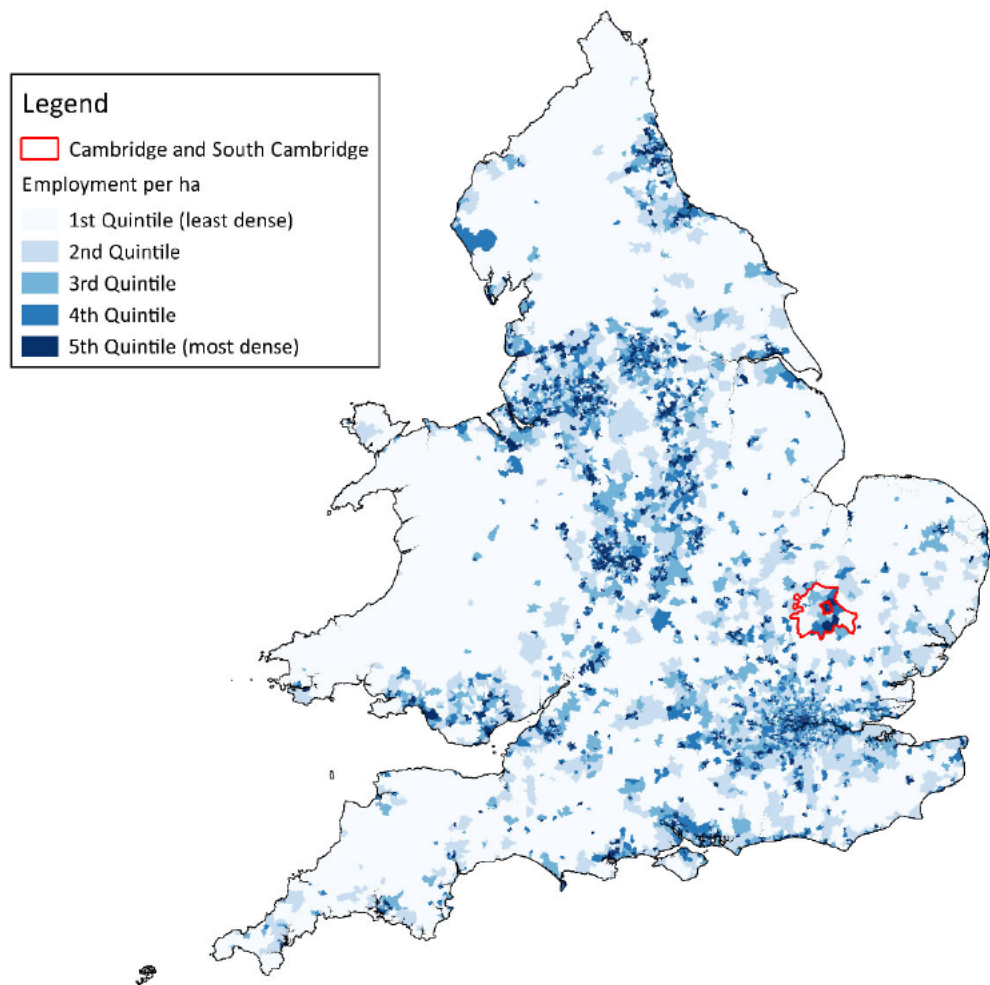 Legend
Cambridge and South Cambridge
Employment per ha
1st Quintile (least dense)
2nd Quintile
3rd Quintile
4th Quintile
5th Quintile (most dense)